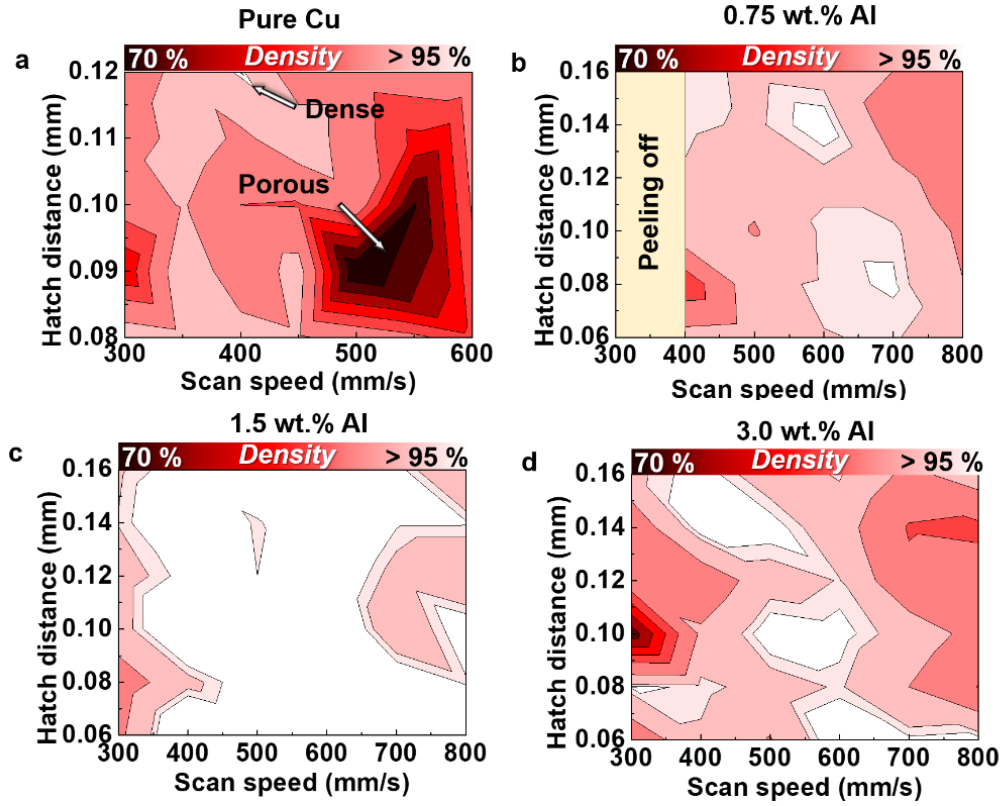 Pure Cu
a
70 % Density > 95 %
Hatch distance (mm)
0.12
0.11
0.10
0.09
0.08
Dense
Porous
300 400 500 600
Scan speed (mm/s)
0.75 wt.% Al
b
70 % Density > 95 %
Hatch distance (mm)
0.16
0.14
0.12
0.10
0.08
0.06
Peeling off
300 400 500 600 700 800
Scan speed (mm/s)
1.5 wt.% Al
c
70 % Density > 95 %
Hatch distance (mm)
0.16
0.14
0.12
0.10
0.08
0.06
300 400 500 600 700 800
Scan speed (mm/s)
3.0 wt.% Al
d
70 % Density > 95 %
Hatch distance (mm)
0.16
0.14
0.12
0.10
0.08
0.06
300 400 500 600 700 800
Scan speed (mm/s)